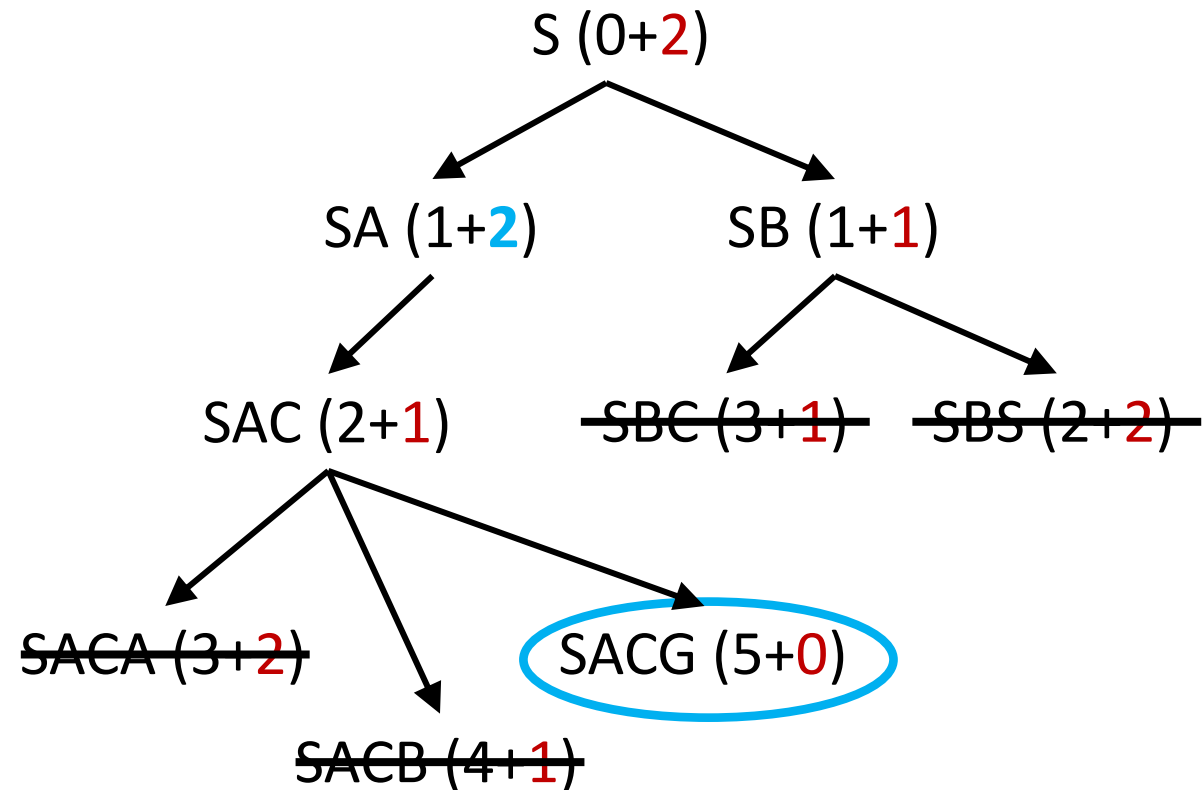 S (0+2)
SA (1+2) SB (1+1)
SAC (2+1) SBC (3+1) SBS (2+2)
SACA (3+2) SACG (5+0)
SACB (4+1)